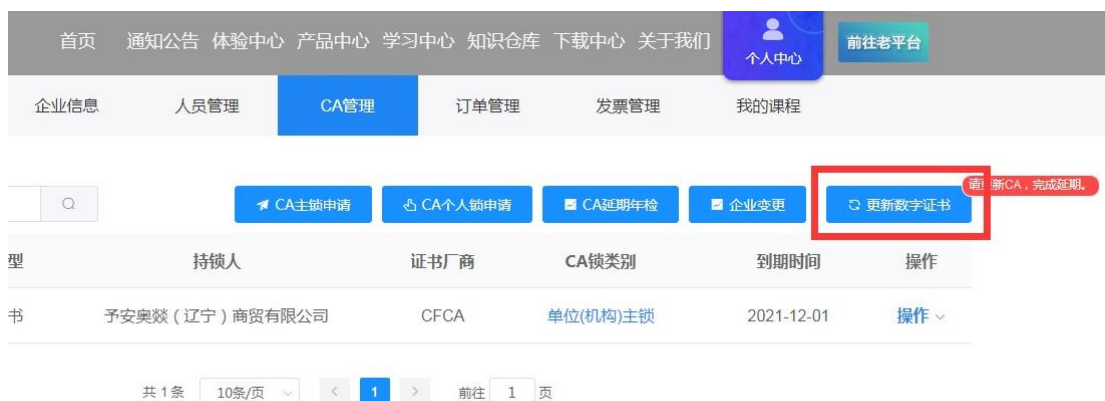 首页 通知公告 体验中心 产品中心 学习中心 知识仓库 下载中心 关于我们 个人中心 前往老平台
企业信息 人员管理 CA管理 订单管理 发票管理 我的课程
请更新CA，完成延期。
CA主锁申请 CA个人锁申请 CA延期年检 企业变更 更新数字证书
型 持锁人 证书厂商 CA锁类别 到期时间 操作
书 予安奥燚（辽宁）商贸有限公司 CFCA 单位(机构)主锁 2021-12-01 操作
共 1 条 10条/页 < 1 > 前往 1 页